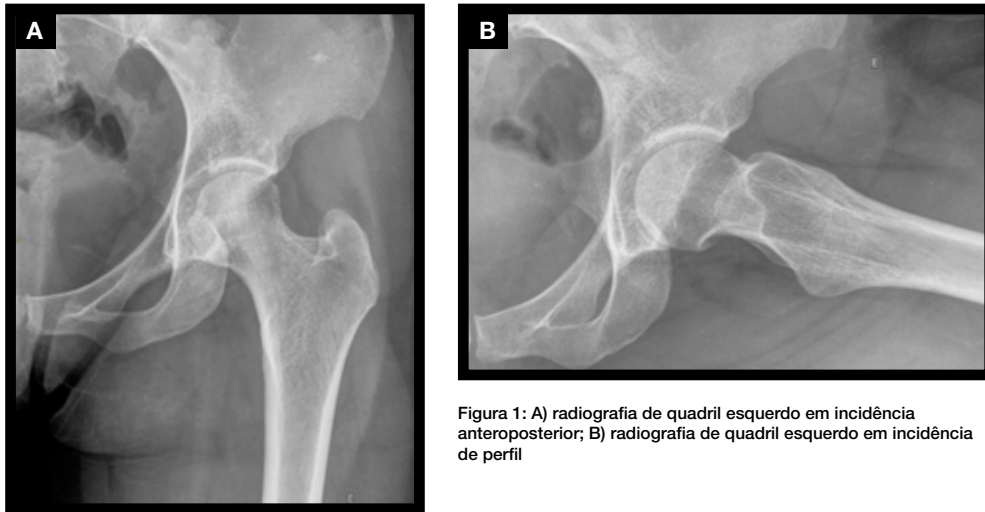 A
B
Figura 1: A) radiografia de quadril esquerdo em incidência
anteroposterior; B) radiografia de quadril esquerdo em incidência
de perfil